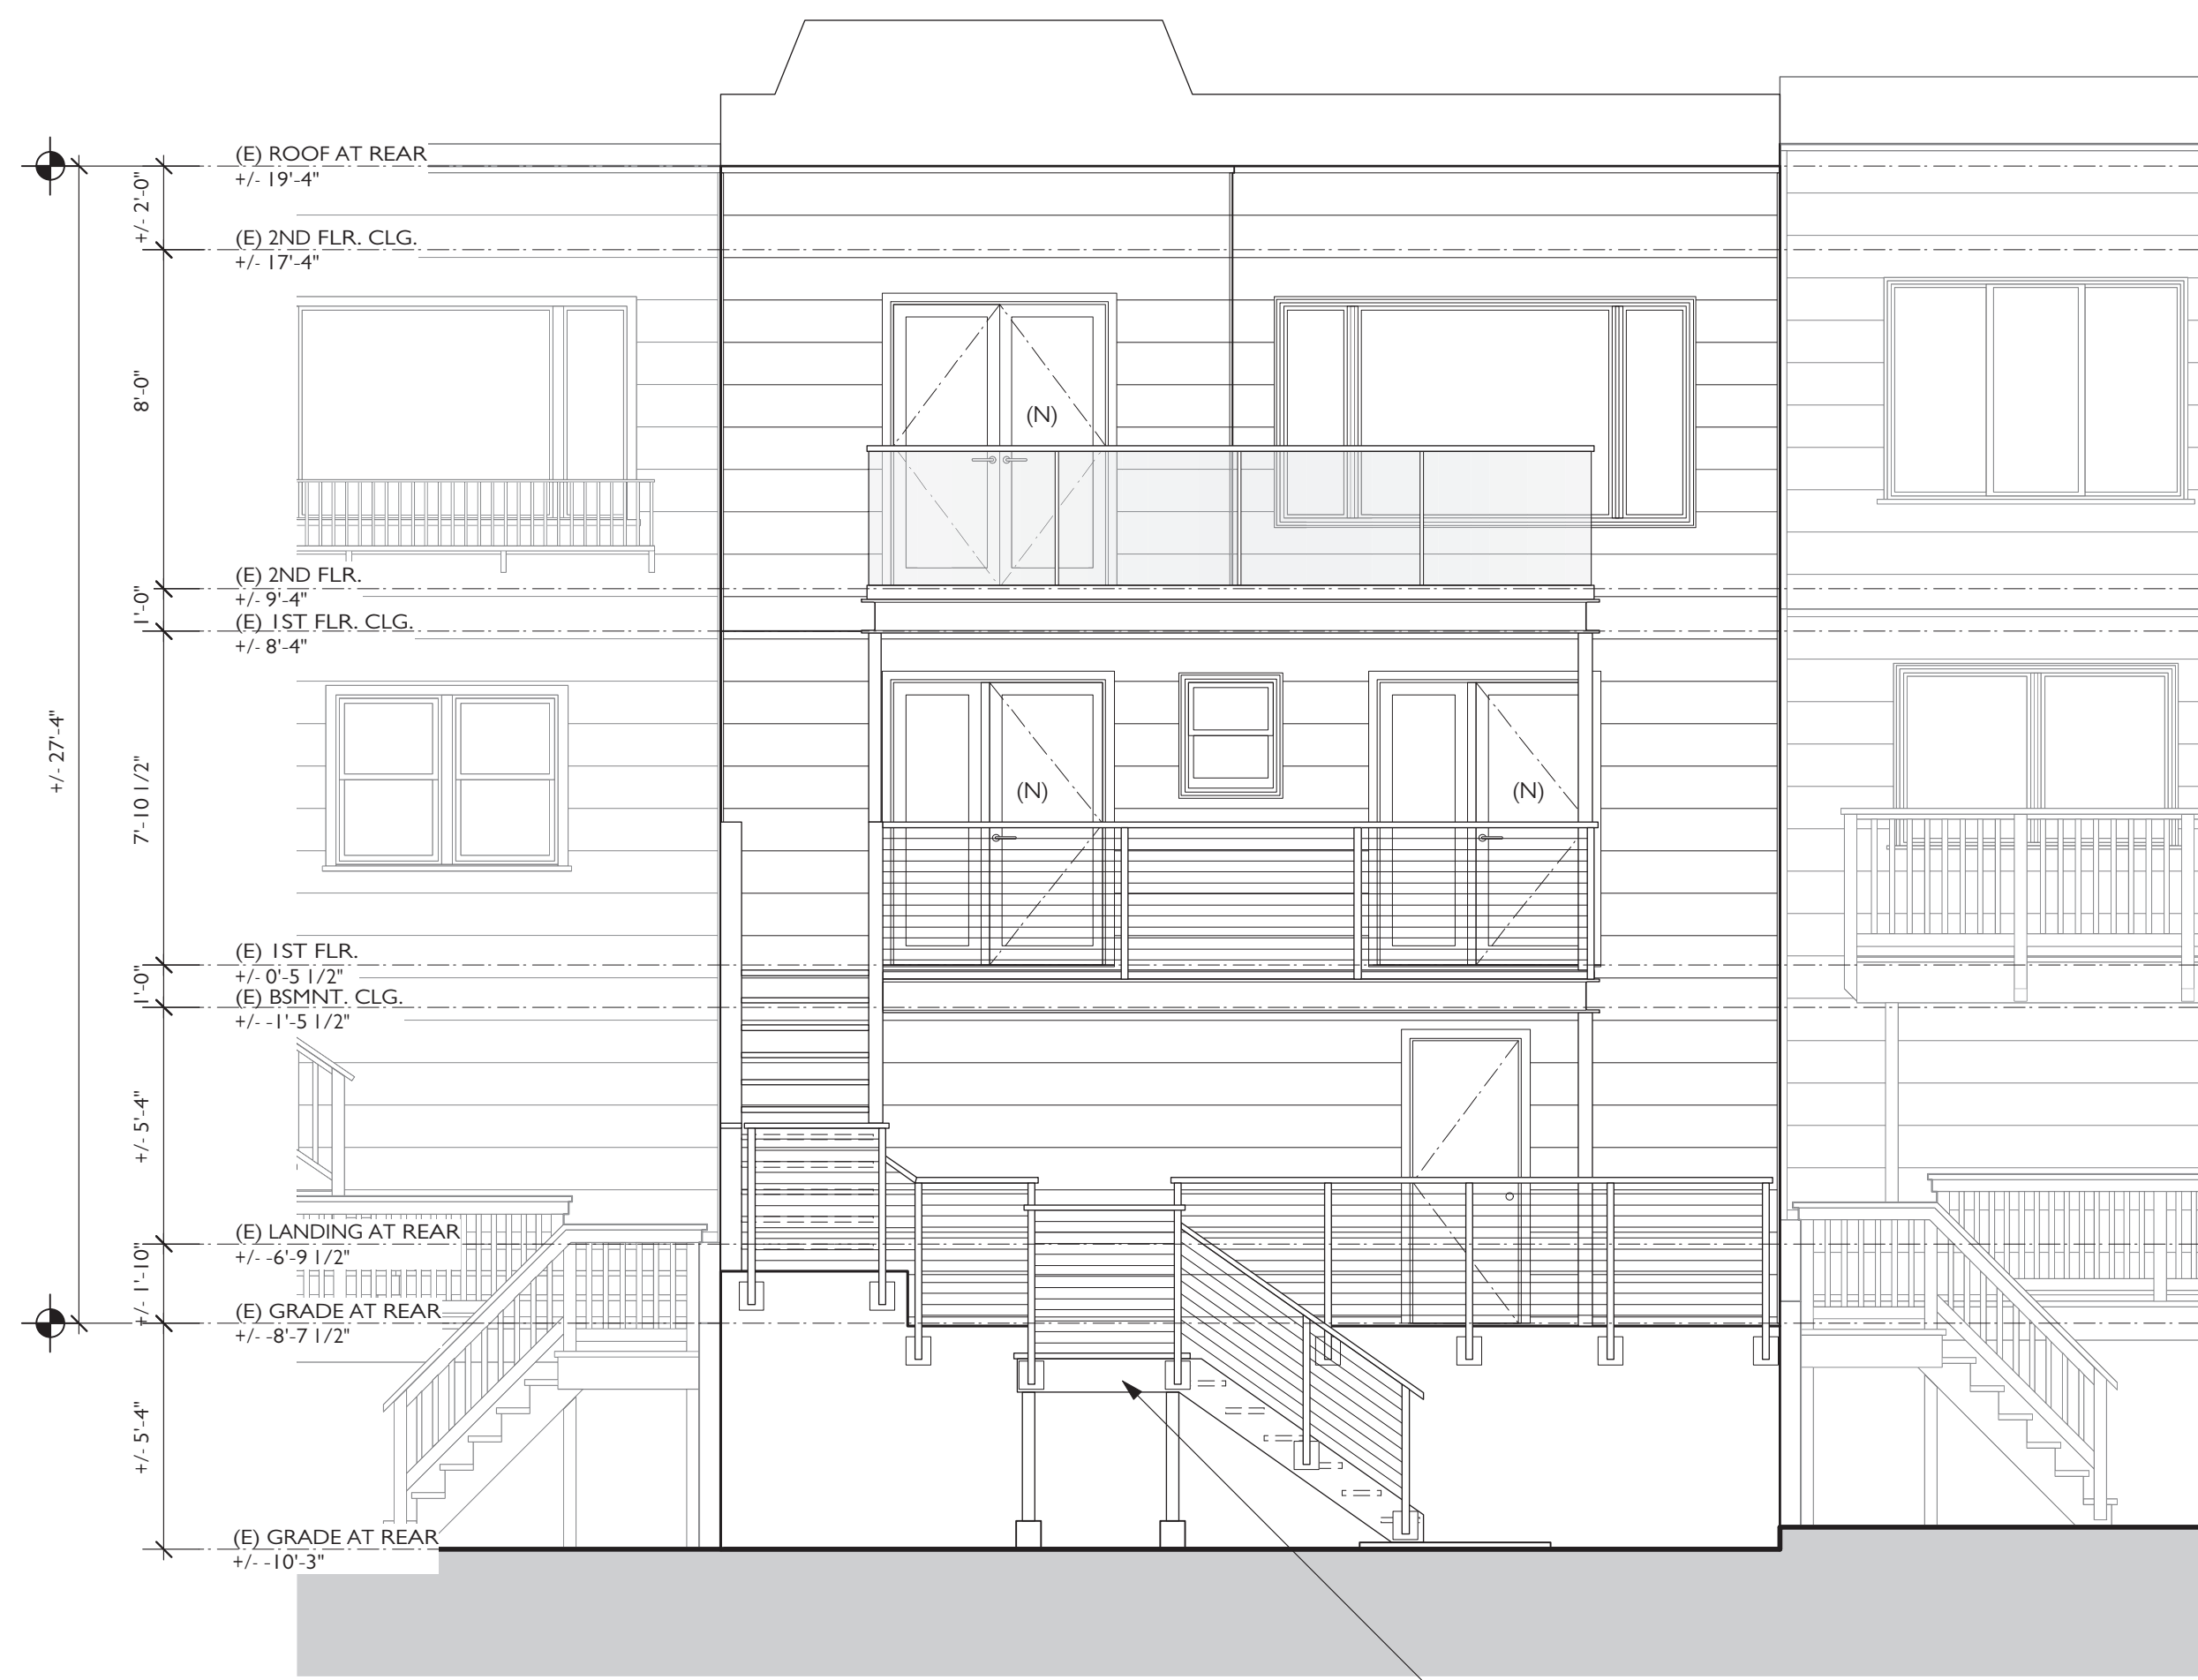 (E) ROOF AT REAR
+/- 19'-4"
+/- 2'-0"
(E) 2ND FLR. CLG.
+/- 17'-4"
8'-0"
(N)
(E) 2ND FLR.
+/- 9'-4"
1'-0"
(E) 1ST FLR. CLG.
+/- 8'-4"
+/- 27'-4"
7'-10 1/2"
(N)
(N)
(E) 1ST FLR.
+/- 0'-5 1/2"
1'-0"
(E) BSMNT. CLG.
+/- -1'-5 1/2"
+/- 5'-4"
(E) LANDING AT REAR
+/- -6'-9 1/2"
+/- 1'-10"
(E) GRADE AT REAR
+/- -8'-7 1/2"
+/- 5'-4"
(E) GRADE AT REAR
+/- -10'-3"